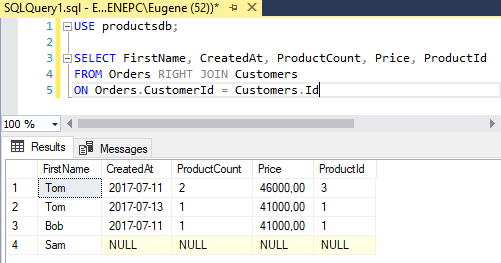 SQLQuery1.sql - E...ENEPC\Eugene (52))*
1 USE productsdb;
2
3 SELECT FirstName, CreatedAt, ProductCount, Price, ProductId
4 FROM Orders RIGHT JOIN Customers
5 ON Orders.CustomerId = Customers.Id
100 %
Results Messages
FirstName CreatedAt ProductCount Price ProductId
1 Tom 2017-07-11 2 46000,00 3
2 Tom 2017-07-13 1 41000,00 1
3 Bob 2017-07-11 1 41000,00 1
4 Sam NULL NULL NULL NULL